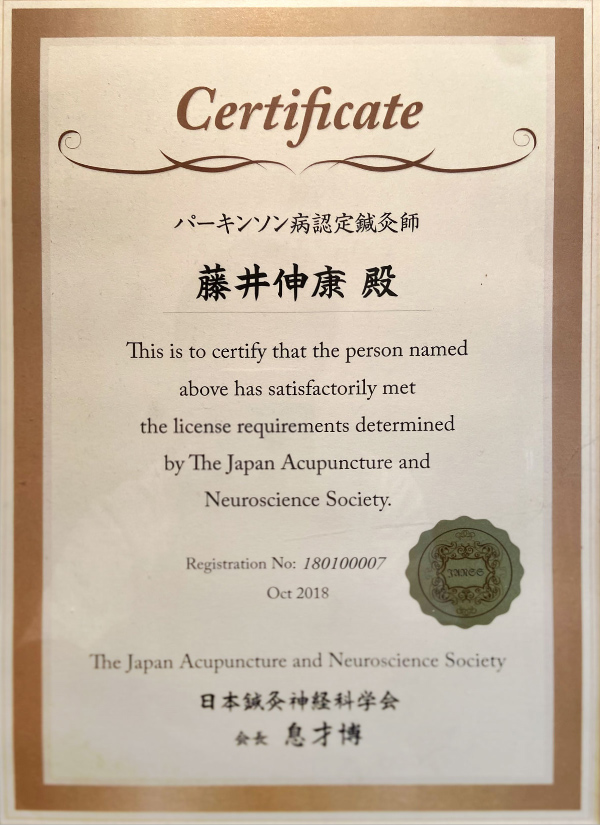 Certificate
パーキンソン病認定鍼灸師
藤井伸康 殿
This is to certify that the person named
above has satisfactorily met
the license requirements determined
by The Japan Acupuncture and
Neuroscience Society.
Registration No: 180100007
Oct 2018
The Japan Acupuncture and Neuroscience Society
日本鍼灸神経科学会
会長 息才博